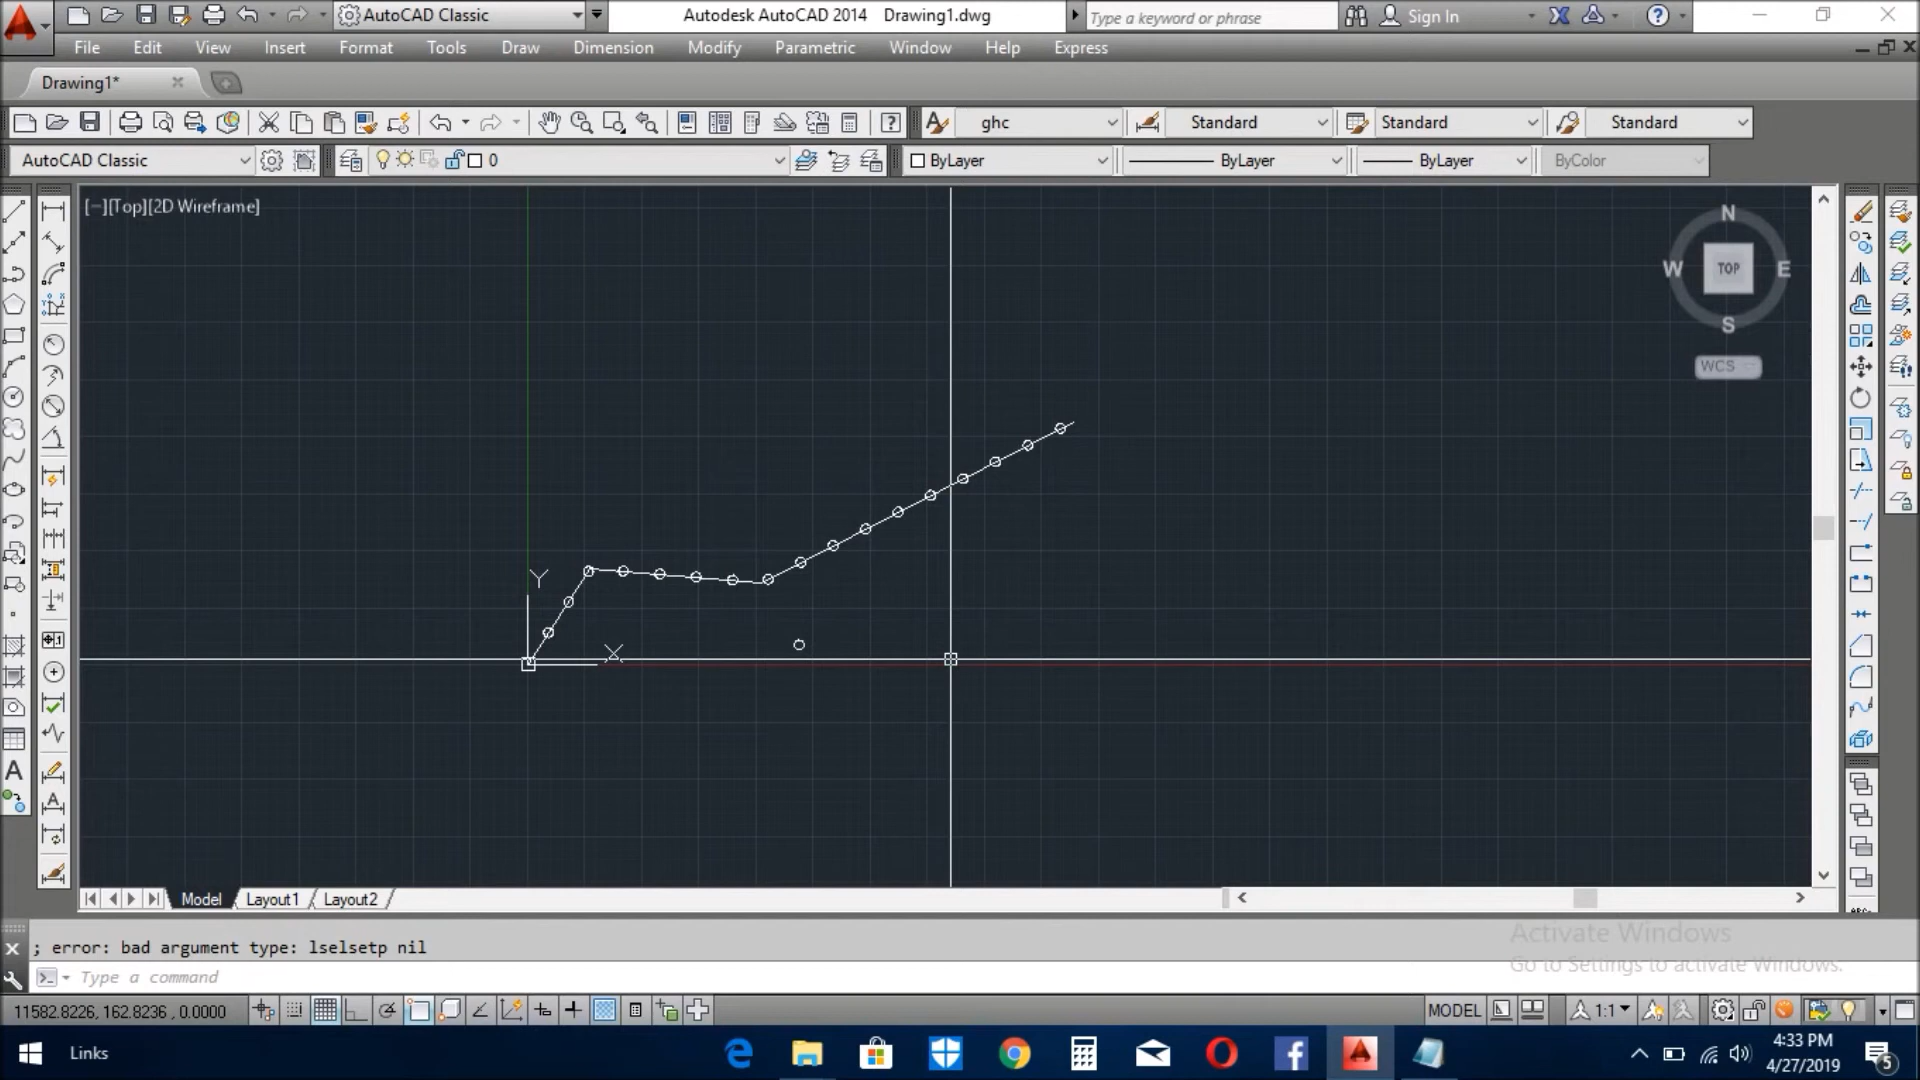 AutoCAD Classic
Autodesk AutoCAD 2014 Drawing1.dwg
Type a keyword or phrase
Sign In
File Edit View Insert Format Tools Draw Dimension Modify Parametric Window Help Express
Drawing1*
ghc
Standard
Standard
Standard
AutoCAD Classic
0
ByLayer
ByLayer
ByLayer
ByColor
[−][Top][2D Wireframe]
N
W TOP E
S
WCS
Y
X
Model Layout1 Layout2
; error: bad argument type: lselsetp nil
Type a command
Activate Windows
Go to Settings to activate Windows.
11582.8226, 162.8236 , 0.0000
MODEL
1:1
Links
4:33 PM
4/27/2019
5